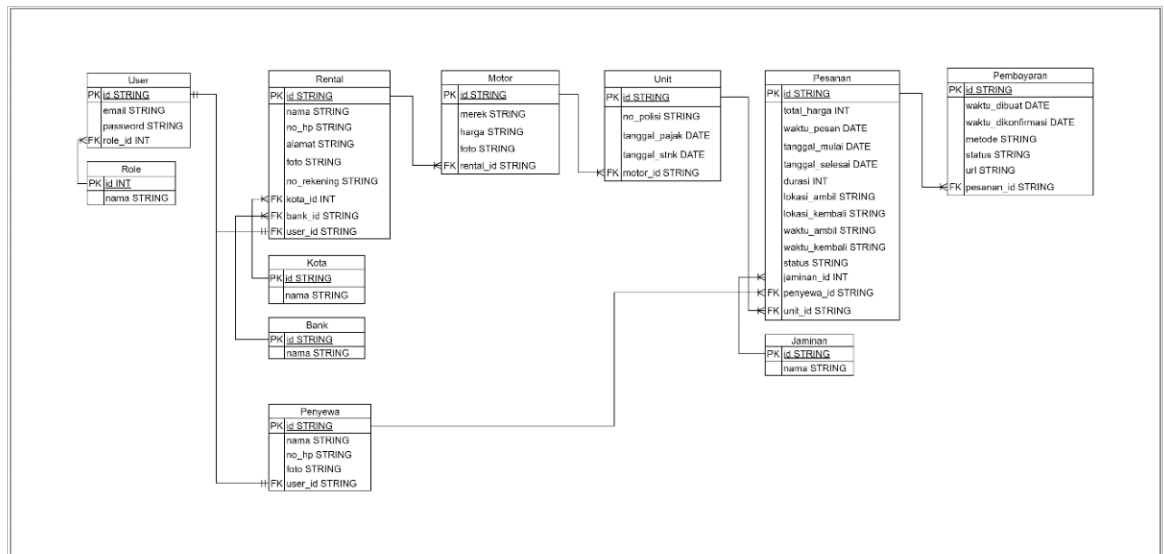 User
PK id STRING
email STRING
password STRING
FK role_id INT
Role
PK id INT
nama STRING
Rental
PK id STRING
nama STRING
no_hp STRING
alamat STRING
foto STRING
no_rekening STRING
FK kota_id INT
FK bank_id STRING
FK user_id STRING
Kota
PK id STRING
nama STRING
Bank
PK id STRING
nama STRING
Penyewa
PK id STRING
nama STRING
no_hp STRING
foto STRING
FK user_id STRING
Motor
PK id STRING
merek STRING
harga STRING
foto STRING
FK rental_id STRING
Unit
PK id STRING
no_polisi STRING
tanggal_pajak DATE
tanggal_stnk DATE
FK motor_id STRING
Pesanan
PK id STRING
total_harga INT
waktu_pesan DATE
tanggal_mulai DATE
tanggal_selesai DATE
durasi INT
lokasi_ambil STRING
lokasi_kembali STRING
waktu_ambil STRING
waktu_kembali STRING
status STRING
jaminan_id INT
FK penyewa_id STRING
FK unit_id STRING
Jaminan
PK id STRING
nama STRING
Pembayaran
PK id STRING
waktu_dibuat DATE
waktu_dikonfirmasi DATE
metode STRING
status STRING
url STRING
FK pesanan_id STRING